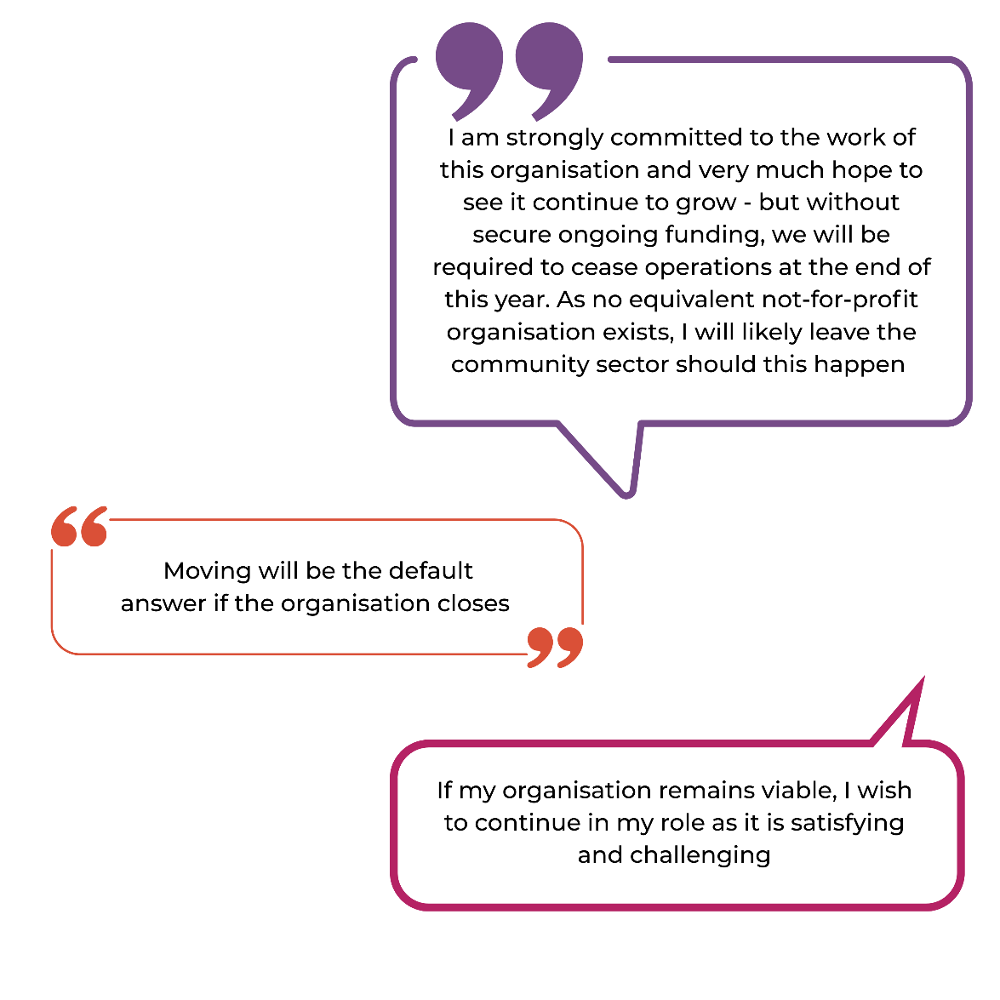 I am strongly committed to the work of
this organisation and very much hope to
see it continue to grow - but without
secure ongoing funding, we will be
required to cease operations at the end of
this year. As no equivalent not-for-profit
organisation exists, I will likely leave the
community sector should this happen
Moving will be the default
answer if the organisation closes
If my organisation remains viable, I wish
to continue in my role as it is satisfying
and challenging